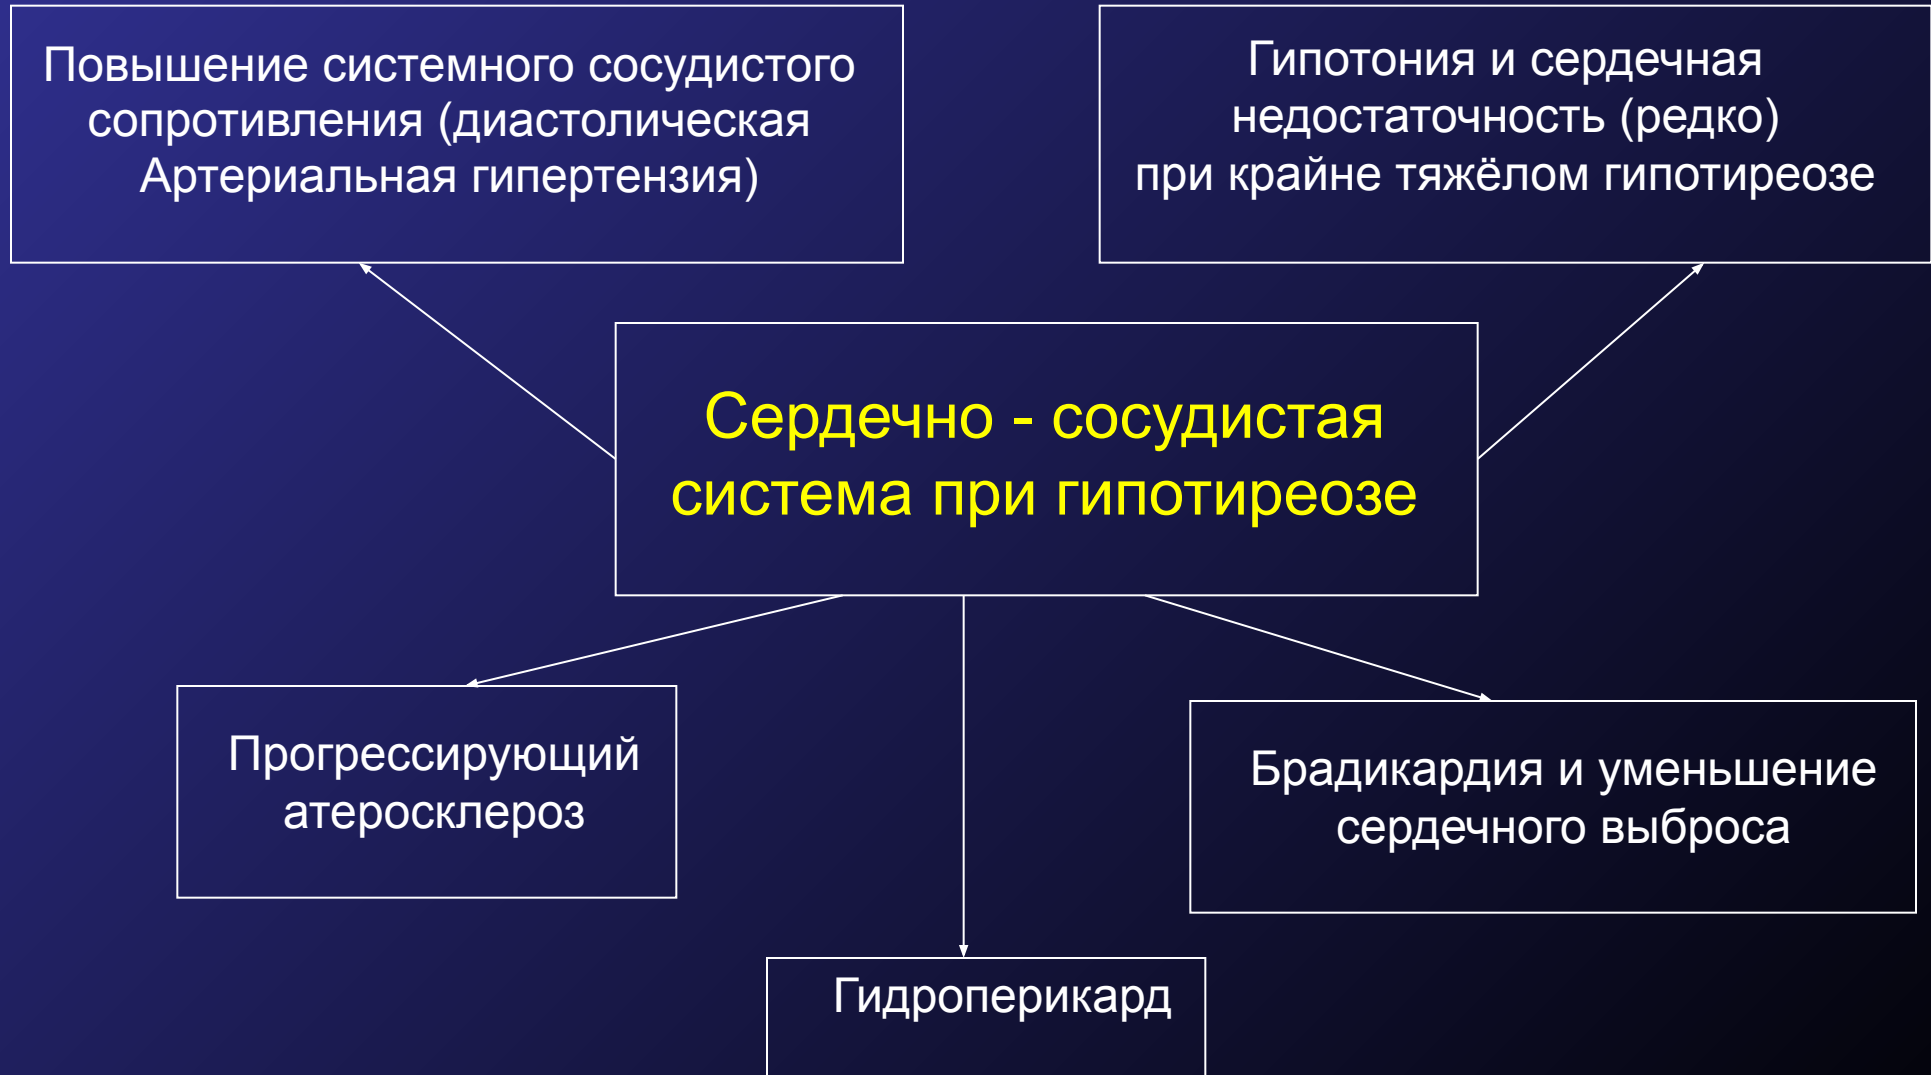 Повышение системного сосудистого
сопротивления (диастолическая
Артериальная гипертензия)
Гипотония и сердечная
недостаточность (редко)
при крайне тяжёлом гипотиреозе
Сердечно - сосудистая
система при гипотиреозе
Прогрессирующий
атеросклероз
Брадикардия и уменьшение
сердечного выброса
Гидроперикард